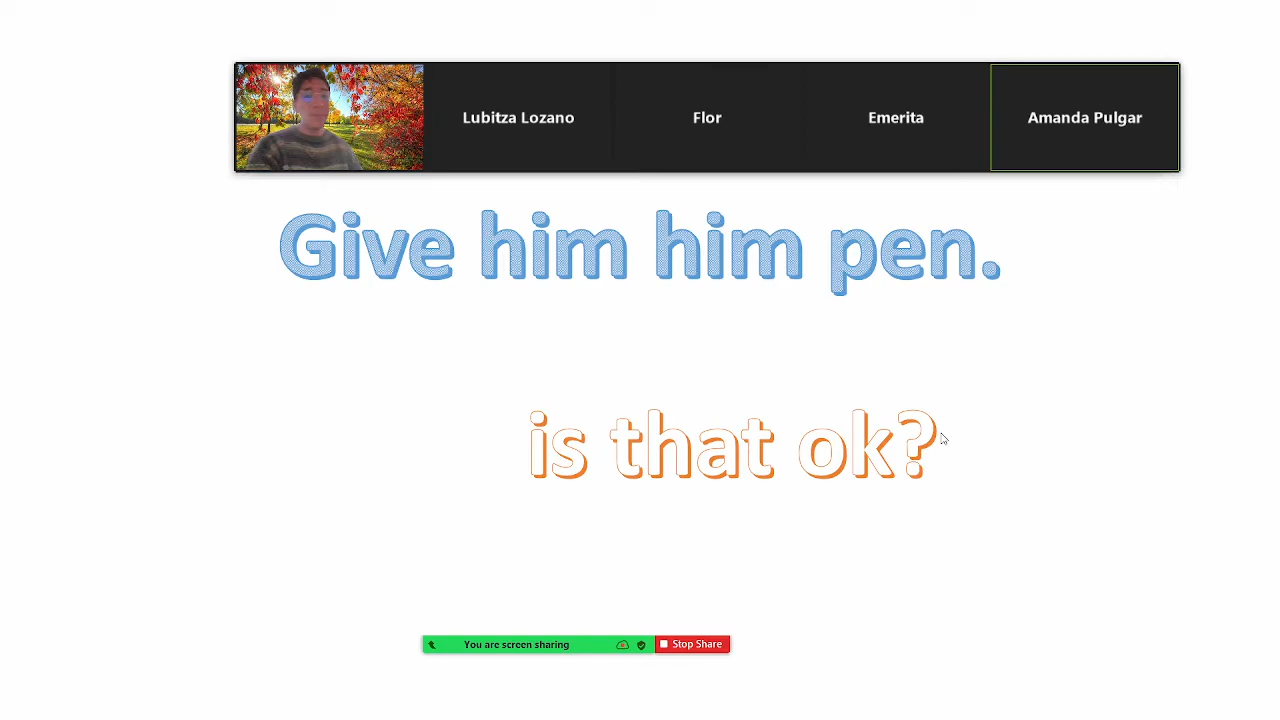 Lubitza Lozano
Flor
Emerita
Amanda Pulgar
Give him him pen.
is that ok?
You are screen sharing
Stop Share